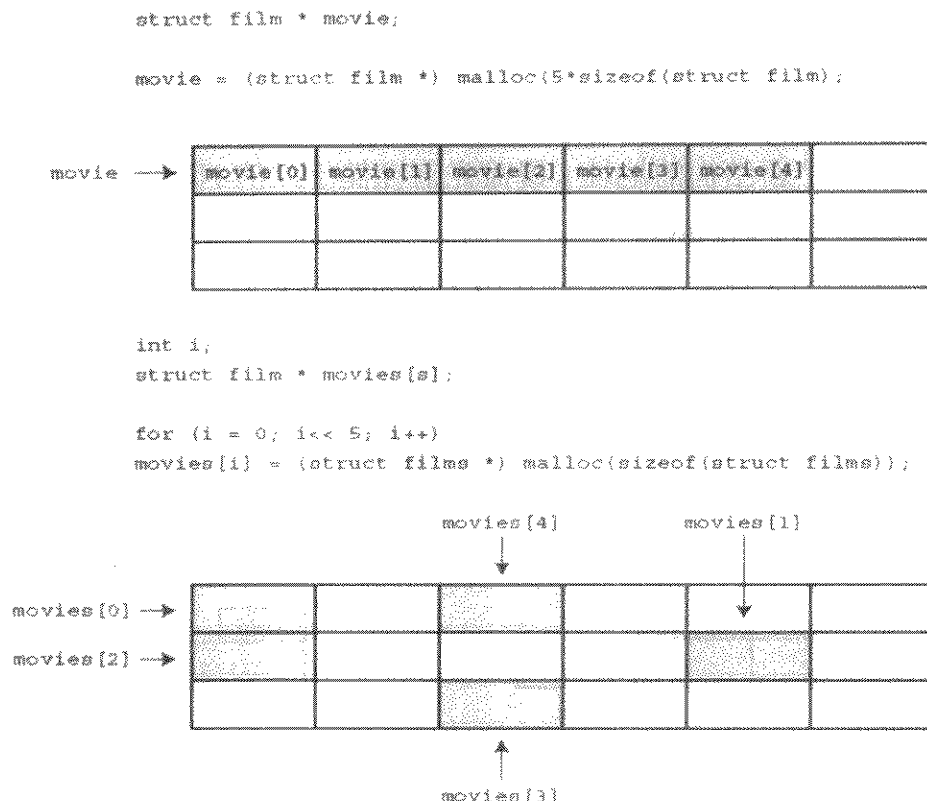 struct film * movie;
movie = (struct film *) malloc(5*sizeof(struct film);
movie
movie[0] movie[1] movie[2] movie[3] movie[4]
int i;
struct film * movies[s];
for (i = 0; i<< 5; i++)
movies[i] = (struct films *) malloc(sizeof(struct films));
movies[4] movies[1]
movies[0]
movies[2]
movies[3]